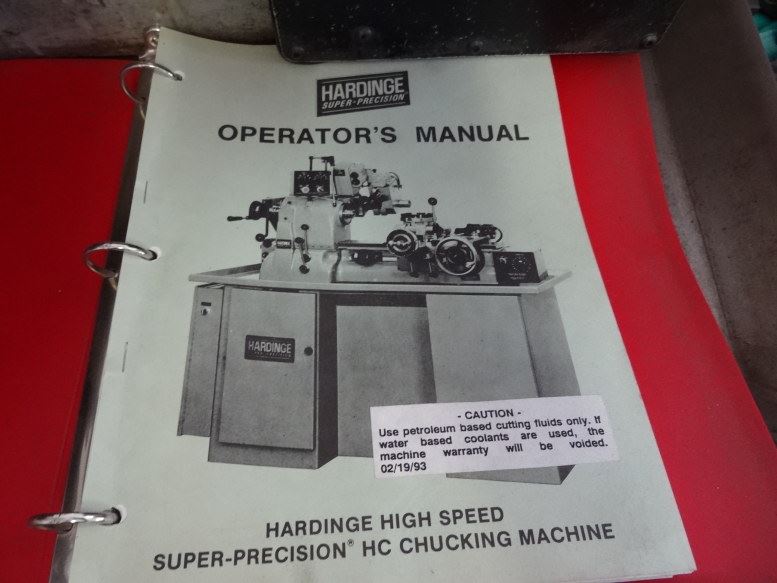 HARDINGE
SUPER-PRECISION
OPERATOR'S MANUAL
HARDINGE
- CAUTION -
Use petroleum based cutting fluids only. If
water based coolants are used, the
machine warranty will be voided.
02/19/93
HARDINGE HIGH SPEED
SUPER-PRECISION® HC CHUCKING MACHINE